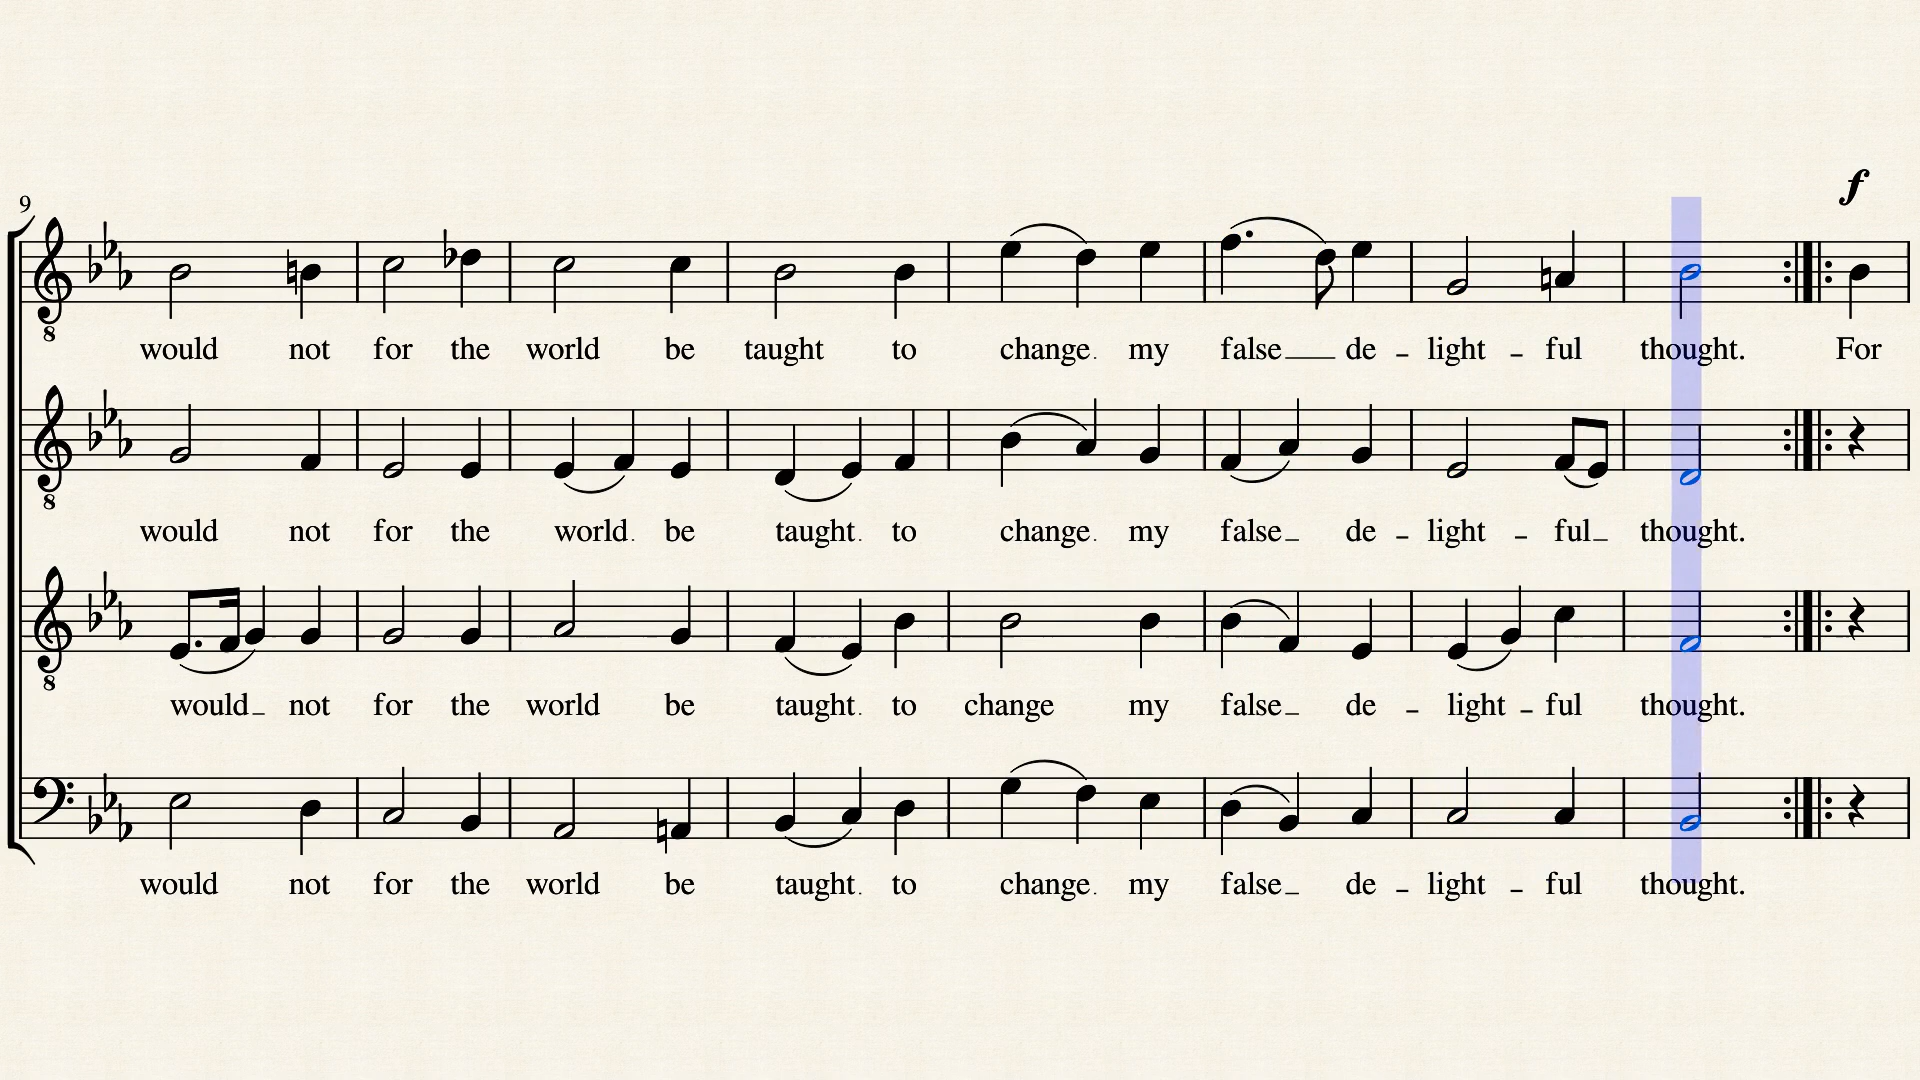 9
f
8
would not for the world be taught to change my false de - light - ful thought. For
8
would not for the world be taught to change my false de - light - ful thought.
8
would not for the world be taught to change my false de - light - ful thought.
would not for the world be taught to change my false de - light - ful thought.